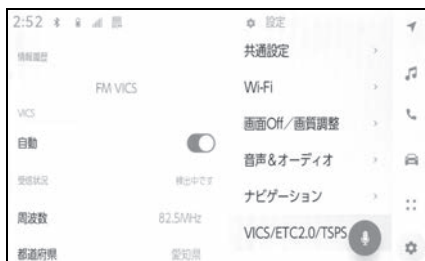 2:52
情報履歴
FM VICS
VICS
自動
受信状況 検出中です
周波数 82.5MHz
都道府県 愛知県
設定
共通設定
Wi-Fi
画面Off／画質調整
音声&オーディオ
ナビゲーション
VICS/ETC2.0/TSPS